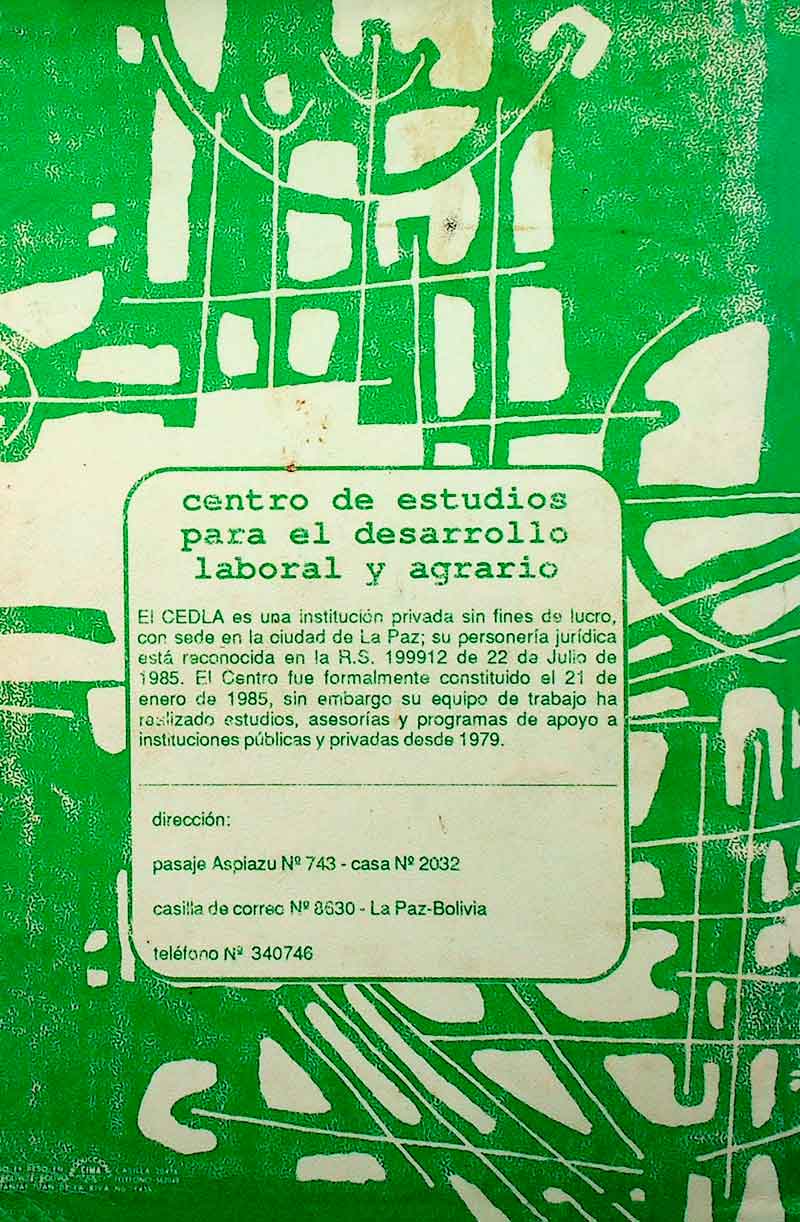 centro de estudios
para el desarrollo
laboral y agrario
El CEDLA es una institución privada sin fines de lucro,
con sede en la ciudad de La Paz; su personería jurídica
está reconocida en la R.S. 199912 de 22 de Julio de
1985. El Centro fue formalmente constituido el 21 de
enero de 1985, sin embargo su equipo de trabajo ha
realizado estudios, asesorías y programas de apoyo a
instituciones públicas y privadas desde 1979.
dirección:
pasaje Aspiazu Nº 743 - casa Nº 2032
casilla de correo Nº 8630 - La Paz-Bolivia
teléfono Nº 340746
CIMA CASILLA